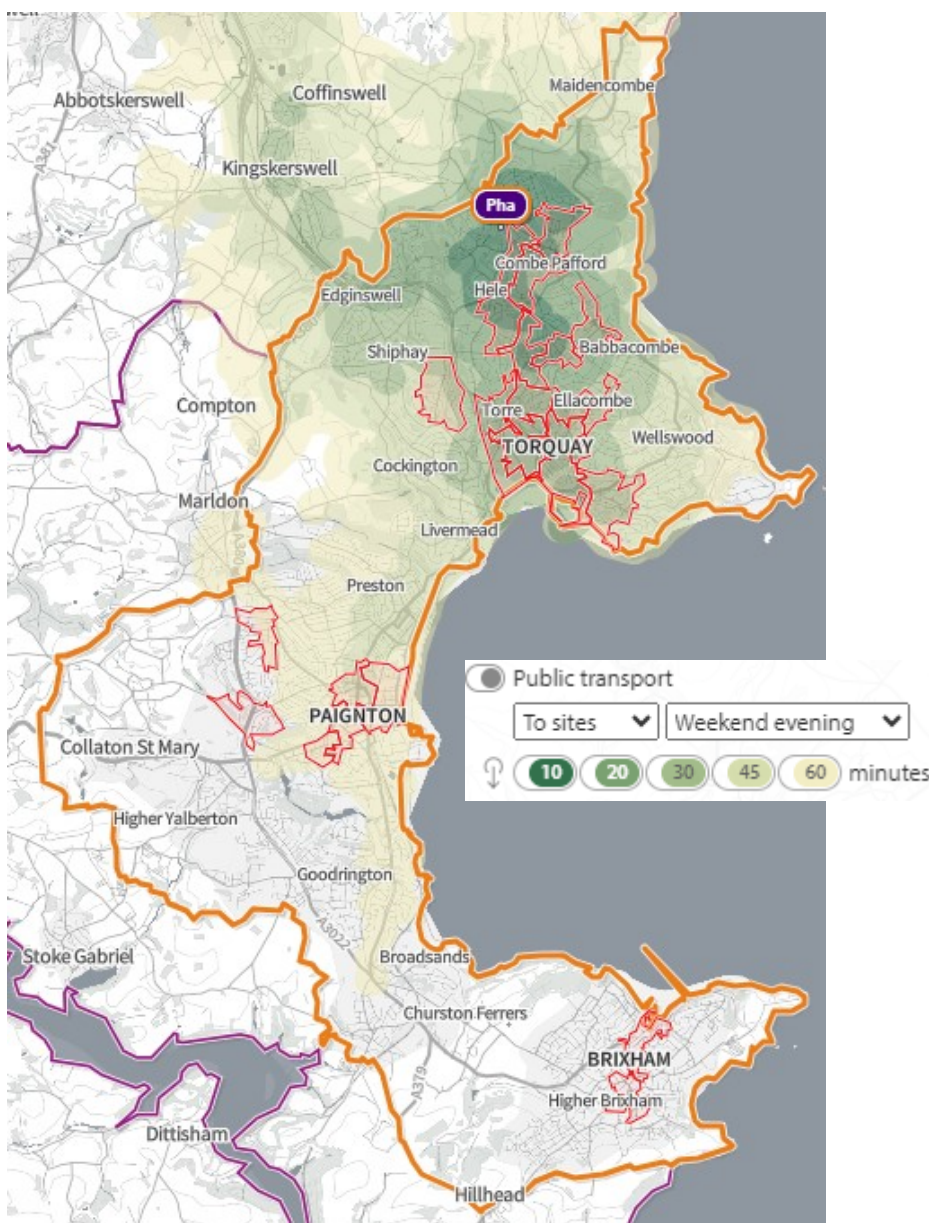 Coffinswell
Maidencombe
Abbotskerswell
A381
Kingskerswell
Pha
Combe Pafford
Hele
Edginswell
Shiphay
Babbacombe
Compton
Torre
Ellacombe
TORQUAY
Wellswood
Cockington
Marldon
Livermead
A380
Preston
Public transport
To sites
Weekend evening
10 20 30 45 60 minutes
PAIGNTON
Collaton St Mary
Higher Yalberton
Goodrington
A3022
Stoke Gabriel
Broadsands
Churston Ferrers
BRIXHAM
A379
Higher Brixham
Dittisham
Hillhead